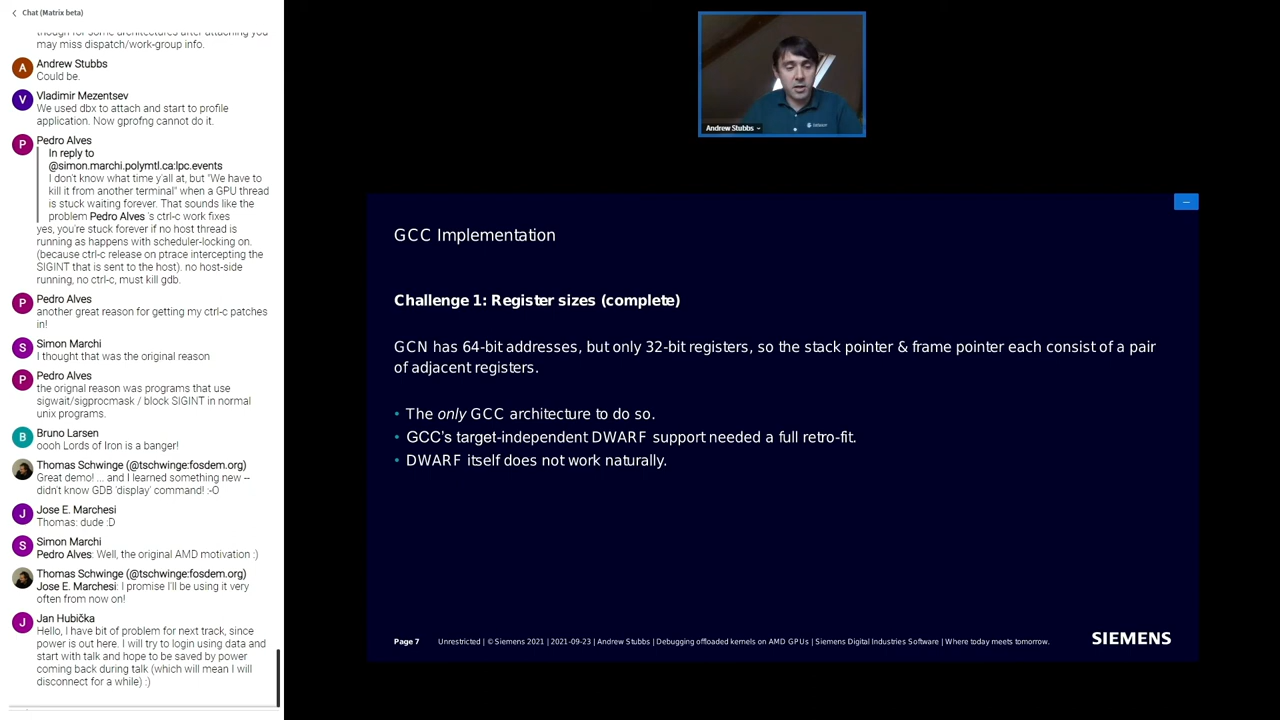 Chat (Matrix beta)
though for some architectures after attaching you
may miss dispatch/work-group info.
A
Andrew Stubbs
Could be.
V
Vladimir Mezentsev
We used dbx to attach and start to profile
application. Now gprofng cannot do it.
P
Pedro Alves
In reply to
@simon.marchi.polymtl.ca:lpc.events
I don't know what time y'all at, but "We have to
kill it from another terminal" when a GPU thread
is stuck waiting forever. That sounds like the
problem Pedro Alves 's ctrl-c work fixes
yes, you're stuck forever if no host thread is
running as happens with scheduler-locking on.
(because ctrl-c release on ptrace intercepting the
SIGINT that is sent to the host). no host-side
running, no ctrl-c, must kill gdb.
P
Pedro Alves
another great reason for getting my ctrl-c patches
in!
S
Simon Marchi
I thought that was the original reason
P
Pedro Alves
the orignal reason was programs that use
sigwait/sigprocmask / block SIGINT in normal
unix programs.
B
Bruno Larsen
oooh Lords of Iron is a banger!
Thomas Schwinge (@tschwinge:fosdem.org)
Great demo! ... and I learned something new --
didn't know GDB 'display' command! :-O
J
Jose E. Marchesi
Thomas: dude :D
S
Simon Marchi
Pedro Alves: Well, the original AMD motivation :)
Thomas Schwinge (@tschwinge:fosdem.org)
Jose E. Marchesi: I promise I'll be using it very
often from now on!
J
Jan Hubička
Hello, I have bit of problem for next track, since
power is out here. I will try to login using data and
start with talk and hope to be saved by power
coming back during talk (which will mean I will
disconnect for a while) :)
Andrew Stubbs
GCC Implementation
Challenge 1: Register sizes (complete)
GCN has 64-bit addresses, but only 32-bit registers, so the stack pointer & frame pointer each consist of a pair
of adjacent registers.
• The only GCC architecture to do so.
• GCC's target-independent DWARF support needed a full retro-fit.
• DWARF itself does not work naturally.
Page 7 Unrestricted | © Siemens 2021 | 2021-09-23 | Andrew Stubbs | Debugging offloaded kernels on AMD GPUs | Siemens Digital Industries Software | Where today meets tomorrow.
SIEMENS